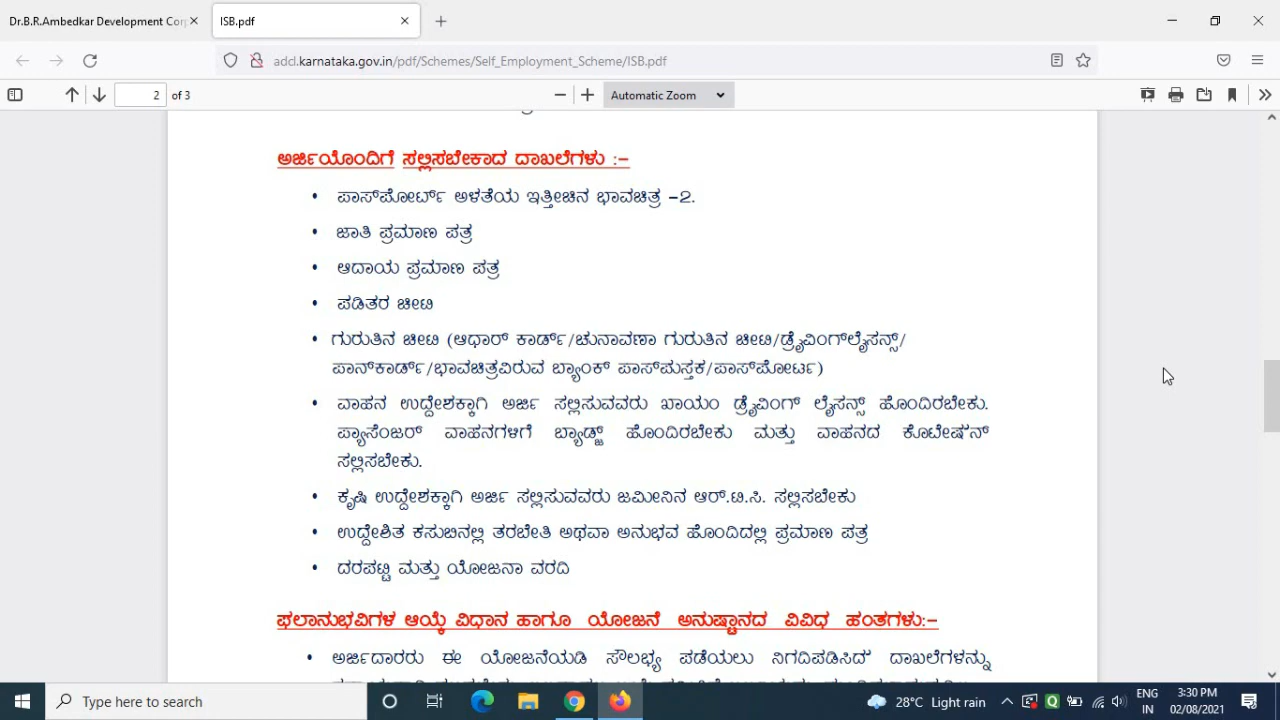 Dr.B.R.Ambedkar Development Cor
ISB.pdf
add.karnataka.gov.in/pdf/Schemes/Self_Employment_Scheme/ISB.pdf
2 of 3
Automatic Zoom
ಅರ್ಜಿಯೊಂದಿಗೆ ಸಲ್ಲಿಸಬೇಕಾದ ದಾಖಲೆಗಳು :-
• ಪಾಸ್‌ಪೋರ್ಟ್ ಅಳತೆಯ ಇತ್ತೀಚಿನ ಭಾವಚಿತ್ರ -2.
• ಜಾತಿ ಪ್ರಮಾಣ ಪತ್ರ
• ಆದಾಯ ಪ್ರಮಾಣ ಪತ್ರ
• ಪಡಿತರ ಚೀಟಿ
• ಗುರುತಿನ ಚೀಟಿ (ಆಧಾರ್ ಕಾರ್ಡ್/ಚುನಾವಣಾ ಗುರುತಿನ ಚೀಟಿ/ಡ್ರೈವಿಂಗ್‌ಲೈಸನ್ಸ್/
ಪಾನ್‌ಕಾರ್ಡ್/ಭಾವಚಿತ್ರವಿರುವ ಬ್ಯಾಂಕ್ ಪಾಸ್‌ಪುಸ್ತಕ/ಪಾಸ್‌ಪೋರ್ಟ)
• ವಾಹನ ಉದ್ದೇಶಕ್ಕಾಗಿ ಅರ್ಜಿ ಸಲ್ಲಿಸುವವರು ಖಾಯಂ ಡ್ರೈವಿಂಗ್ ಲೈಸನ್ಸ್ ಹೊಂದಿರಬೇಕು.
ಪ್ಯಾಸೆಂಜರ್ ವಾಹನಗಳಿಗೆ ಬ್ಯಾಡ್ಜ್ ಹೊಂದಿರಬೇಕು ಮತ್ತು ವಾಹನದ ಕೊಟೇಷನ್
ಸಲ್ಲಿಸಬೇಕು.
• ಕೃಷಿ ಉದ್ದೇಶಕ್ಕಾಗಿ ಅರ್ಜಿ ಸಲ್ಲಿಸುವವರು ಜಮೀನಿನ ಆರ್.ಟಿ.ಸಿ. ಸಲ್ಲಿಸಬೇಕು
• ಉದ್ದೇಶಿತ ಕಸುಬಿನಲ್ಲಿ ತರಬೇತಿ ಅಥವಾ ಅನುಭವ ಹೊಂದಿದಲ್ಲಿ ಪ್ರಮಾಣ ಪತ್ರ
• ದರಪಟ್ಟಿ ಮತ್ತು ಯೋಜನಾ ವರದಿ
ಫಲಾನುಭವಿಗಳ ಆಯ್ಕೆ ವಿಧಾನ ಹಾಗೂ ಯೋಜನೆ ಅನುಷ್ಟಾನದ ವಿವಿಧ ಹಂತಗಳು:-
• ಅರ್ಜಿದಾರರು ಈ ಯೋಜನೆಯಡಿ ಸೌಲಭ್ಯ ಪಡೆಯಲು ನಿಗದಿಪಡಿಸಿದ ದಾಖಲೆಗಳನ್ನು
Type here to search
28°C Light rain
ENG
IN
3:30 PM
02/08/2021